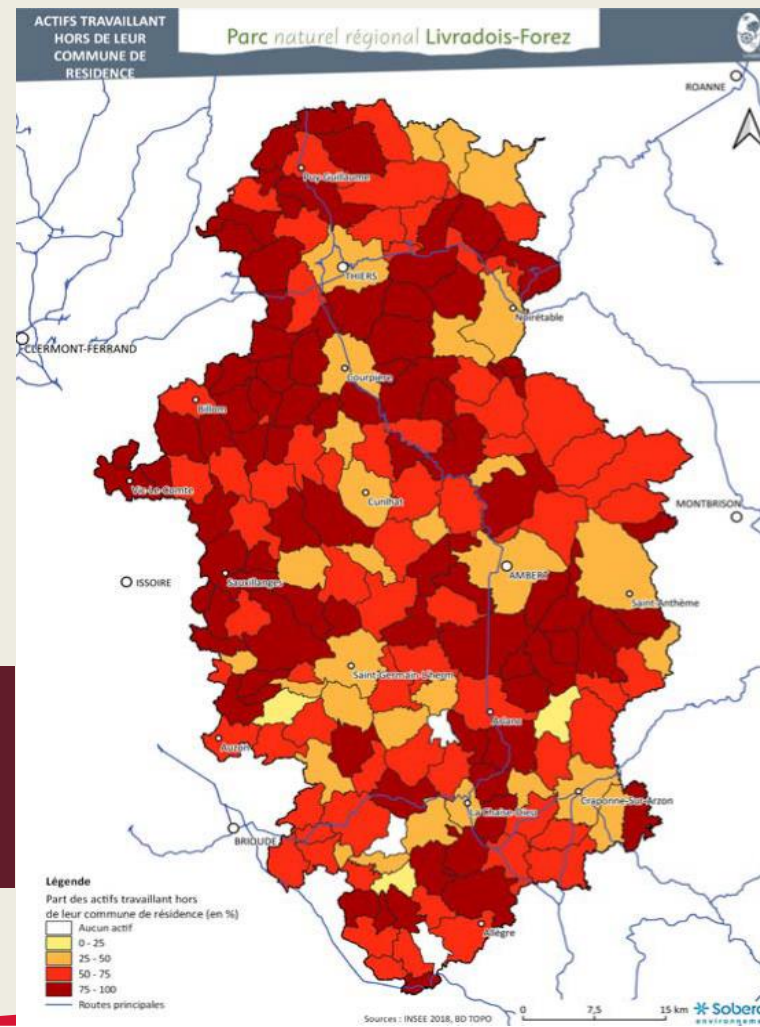 ACTIFS TRAVAILLANT
HORS DE LEUR
COMMUNE DE
RESIDENCE
Parc naturel régional Livradois-Forez
ROANNE
Puy-Guillaume
THIERS
Noirétable
CLERMONT-FERRAND
Courpière
Billom
Vic-Le-Comte
Cunlhat
MONTBRISON
ISSOIRE
Sauxillanges
AMBERT
Saint-Anthème
Saint-Germain-L'herm
Arlanc
Auzon
La Chaise-Dieu
Craponne-Sur-Arzon
BRIOUDE
Allègre
Légende
Part des actifs travaillant hors
de leur commune de résidence (en %)
Aucun actif
0 - 25
25 - 50
50 - 75
75 - 100
Routes principales
Sources : INSEE 2018, BD TOPO
0 7,5 15 km